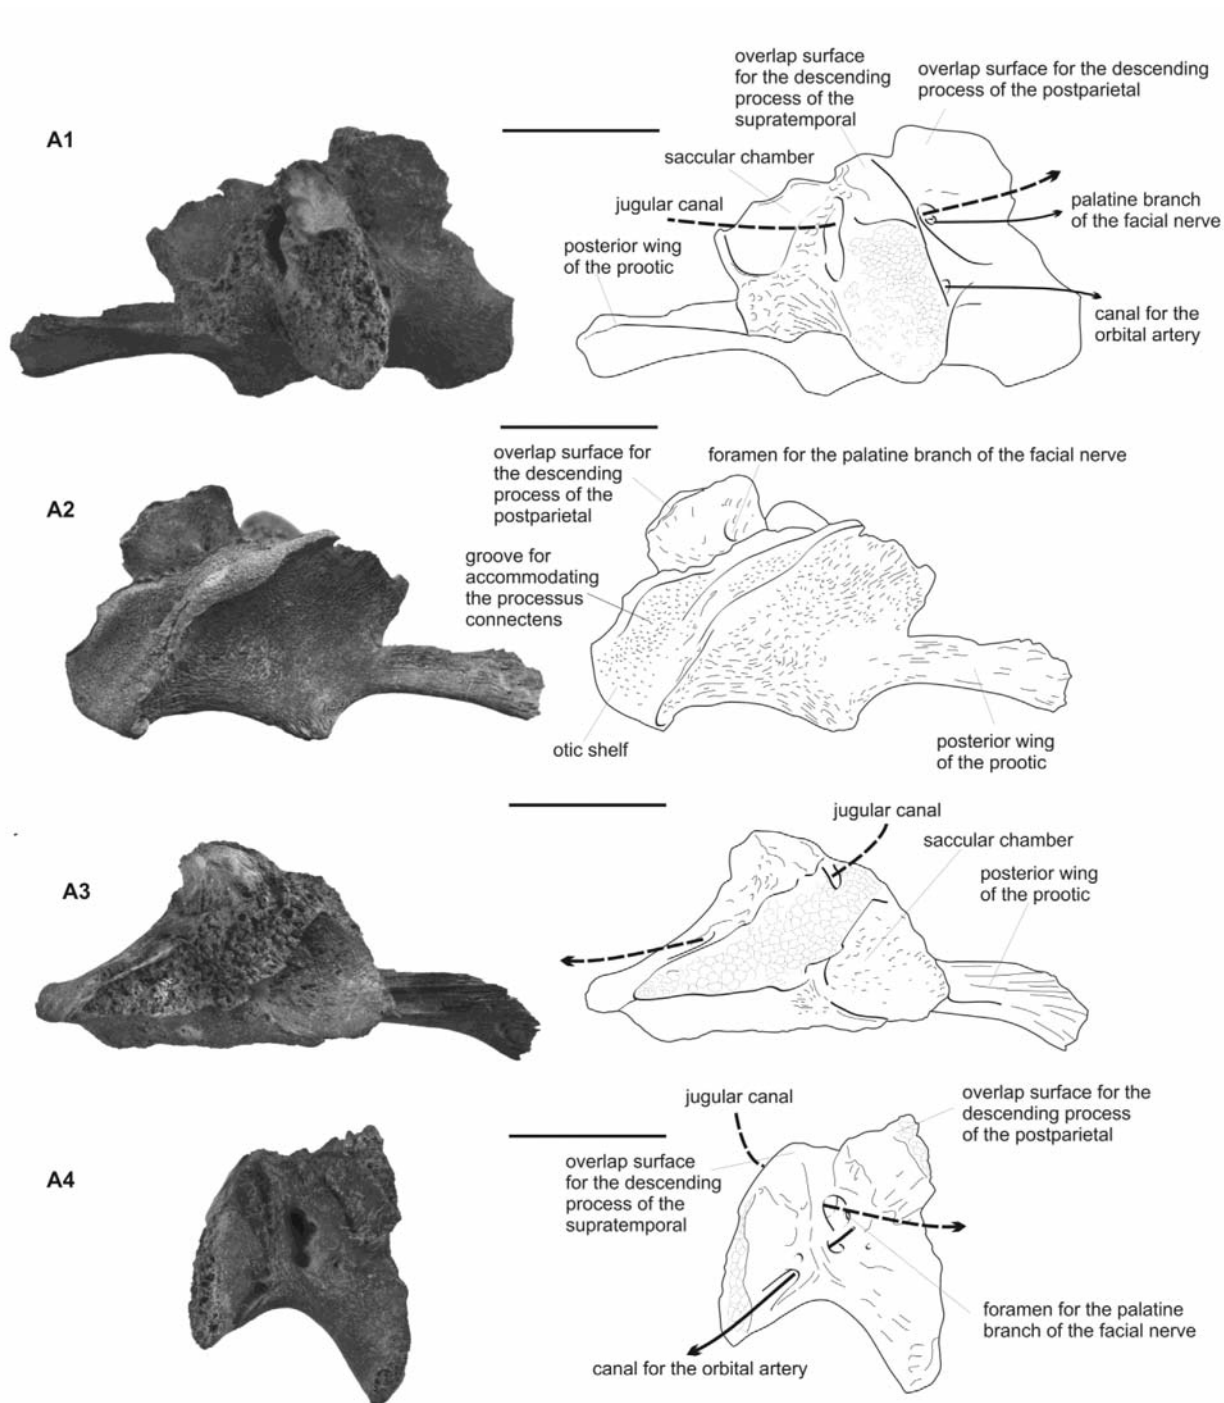 A1
overlap surface
for the descending
process of the
supratemporal
overlap surface for the descending
process of the postparietal
saccular chamber
jugular canal
posterior wing
of the prootic
palatine branch
of the facial nerve
canal for the
orbital artery
A2
overlap surface for
the descending
process of the
postparietal
foramen for the palatine branch of the facial nerve
groove for
accommodating
the processus
connectens
otic shelf
posterior wing
of the prootic
A3
jugular canal
saccular chamber
posterior wing
of the prootic
A4
jugular canal
overlap surface for the
descending process
of the postparietal
overlap surface
for the descending
process of the
supratemporal
foramen for the palatine
branch of the facial nerve
canal for the orbital artery